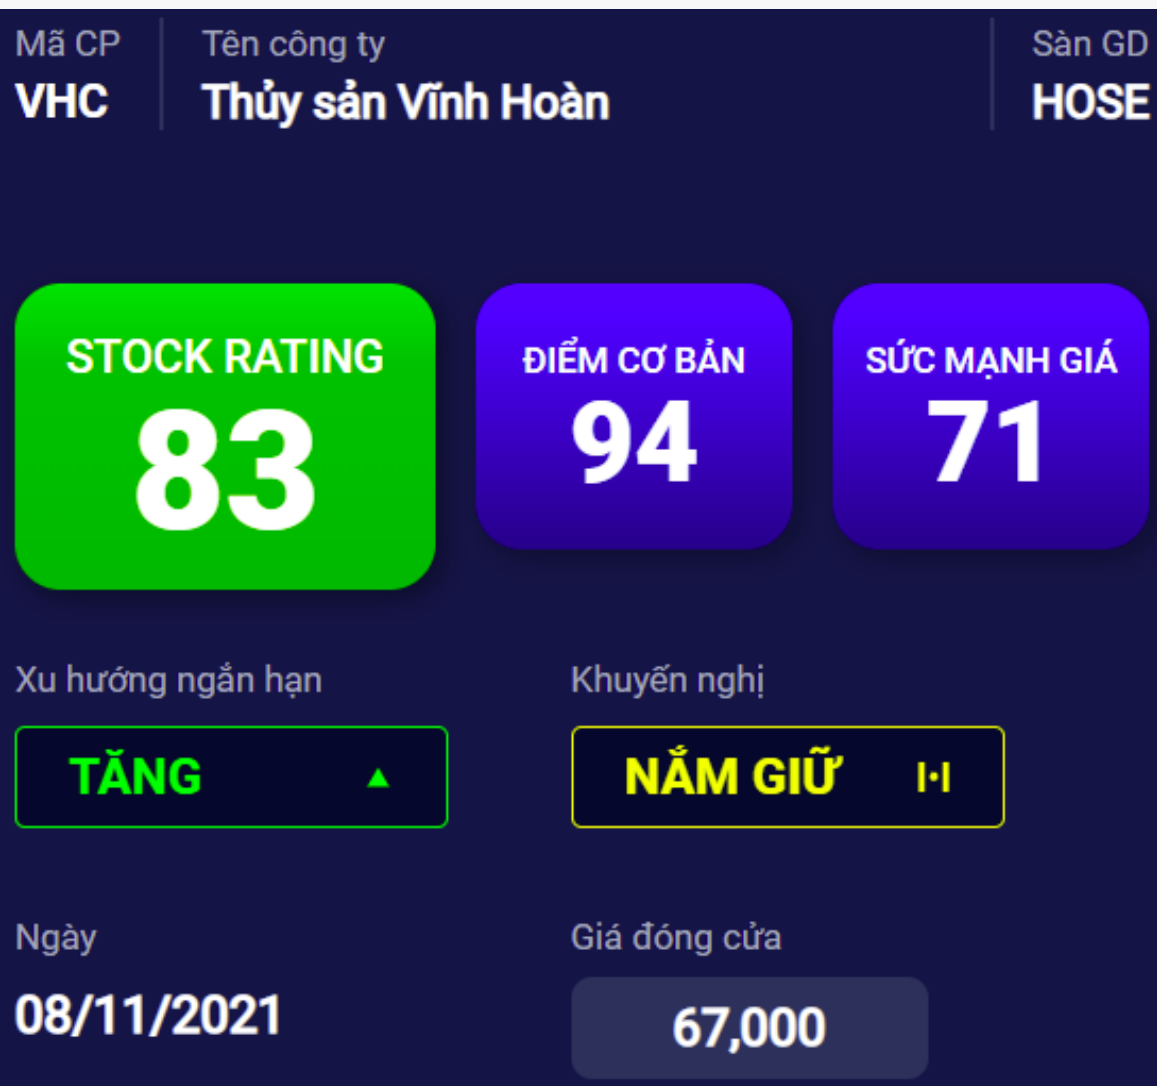 Mã CP
VHC
Tên công ty
Thủy sản Vĩnh Hoàn
Sàn GD
HOSE
STOCK RATING
83
ĐIỂM CƠ BẢN
94
SỨC MẠNH GIÁ
71
Xu hướng ngắn hạn
TĂNG
Khuyến nghị
NẮM GIỮ
Ngày
08/11/2021
Giá đóng cửa
67,000